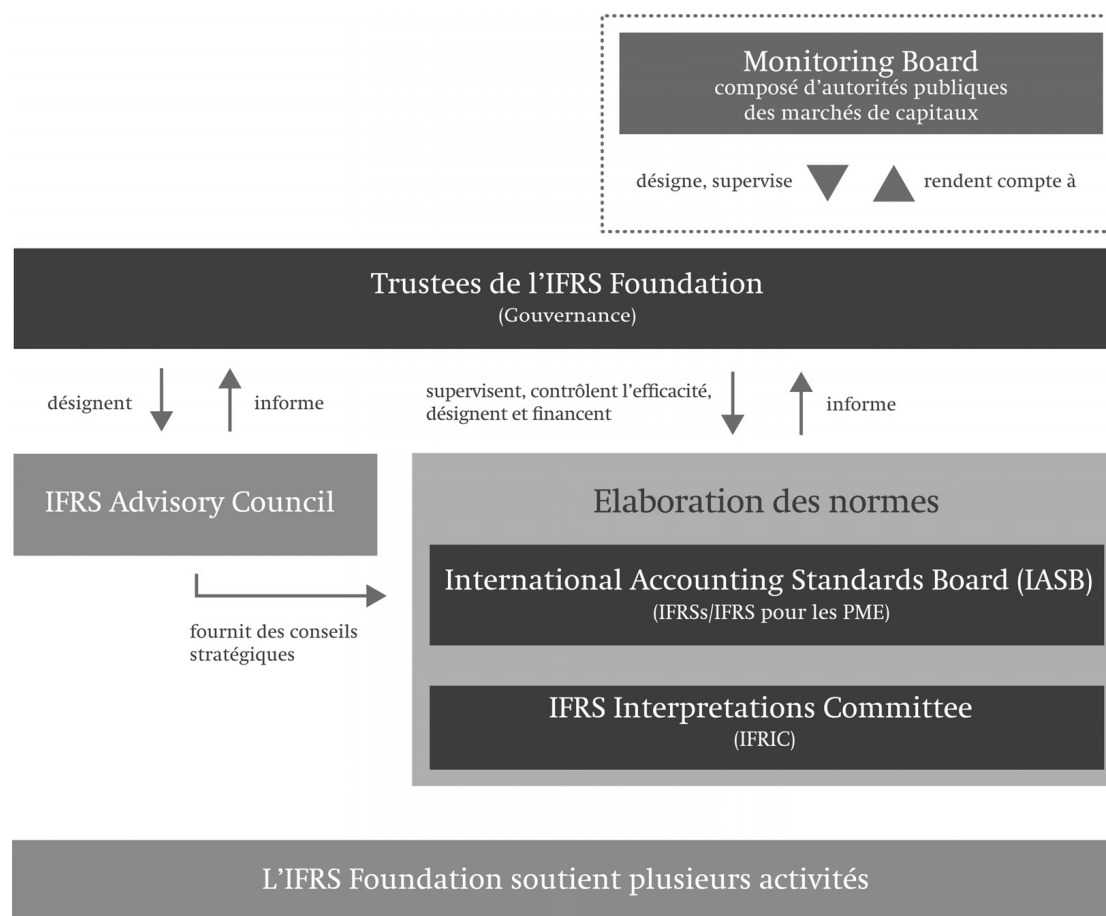 Monitoring Board
composé d’autorités publiques
des marchés de capitaux
désigne, supervise
rendent compte à
Trustees de l’IFRS Foundation
(Gouvernance)
désignent
informe
supervisent, contrôlent l’efficacité,
désignent et financent
informe
IFRS Advisory Council
fournit des conseils
stratégiques
Elaboration des normes
International Accounting Standards Board (IASB)
(IFRSs/IFRS pour les PME)
IFRS Interpretations Committee
(IFRIC)
L’IFRS Foundation soutient plusieurs activités